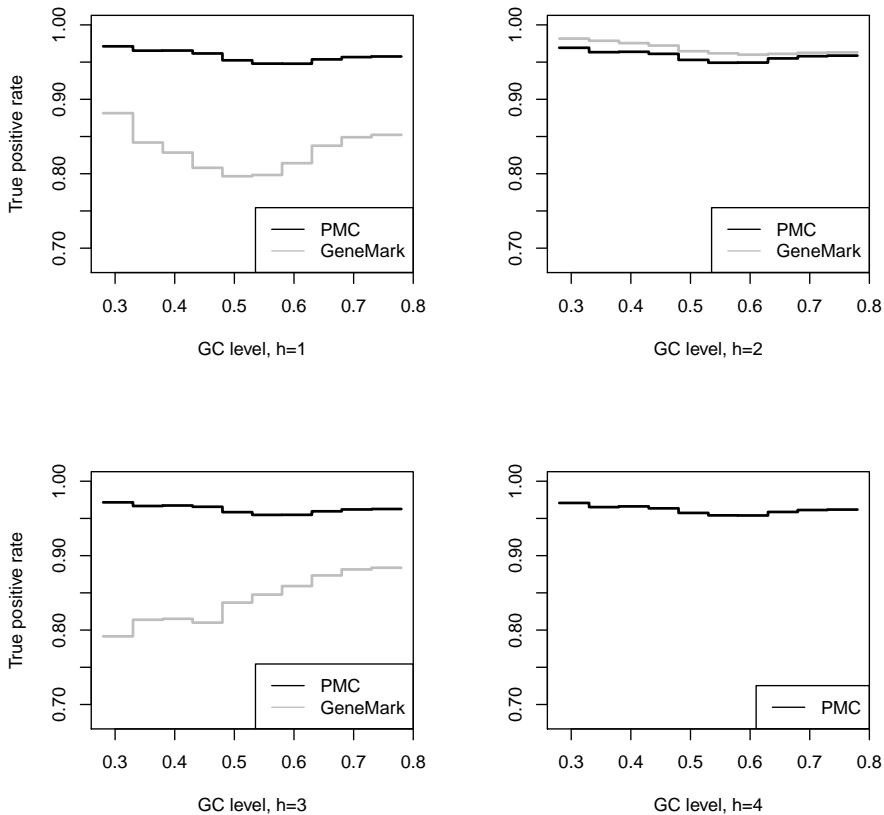 True positive rate
1.00
0.90
0.80
0.70
PMC
GeneMark
0.3 0.4 0.5 0.6 0.7 0.8
GC level, h=1
1.00
0.90
0.80
0.70
PMC
GeneMark
0.3 0.4 0.5 0.6 0.7 0.8
GC level, h=2
True positive rate
1.00
0.90
0.80
0.70
PMC
GeneMark
0.3 0.4 0.5 0.6 0.7 0.8
GC level, h=3
1.00
0.90
0.80
0.70
PMC
0.3 0.4 0.5 0.6 0.7 0.8
GC level, h=4